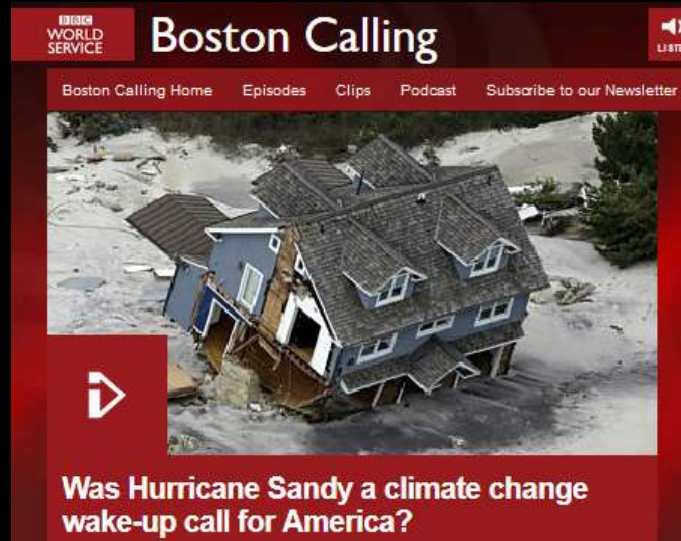 BBC
WORLD
SERVICE
Boston Calling
Boston Calling Home Episodes Clips Podcast Subscribe to our Newsletter
Was Hurricane Sandy a climate change
wake-up call for America?